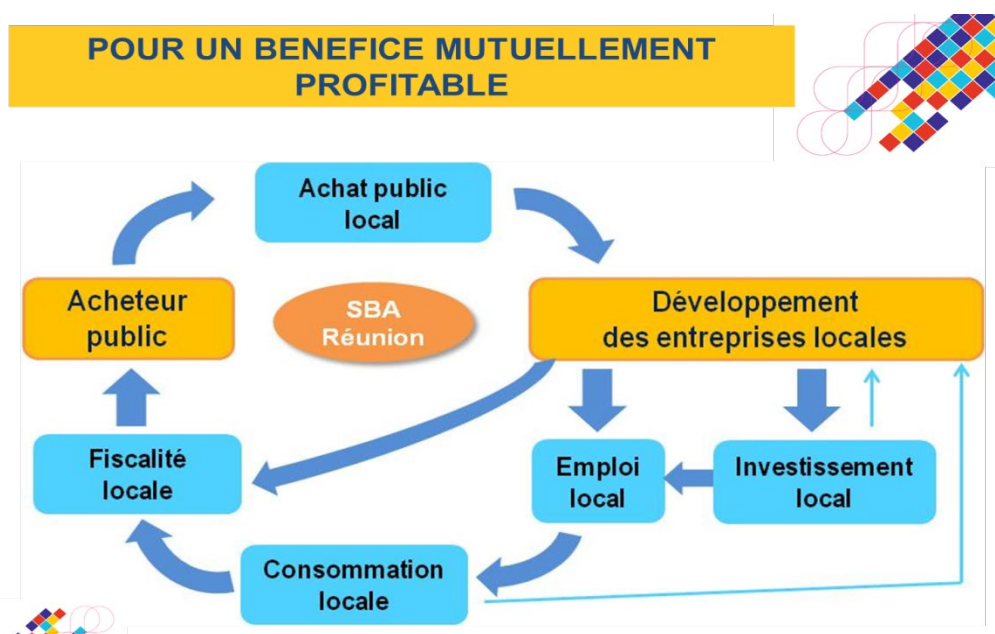 POUR UN BENEFICE MUTUELLEMENT
PROFITABLE
Achat public
local
Acheteur
public
SBA
Réunion
Développement
des entreprises locales
Fiscalité
locale
Emploi
local
Investissement
local
Consommation
locale